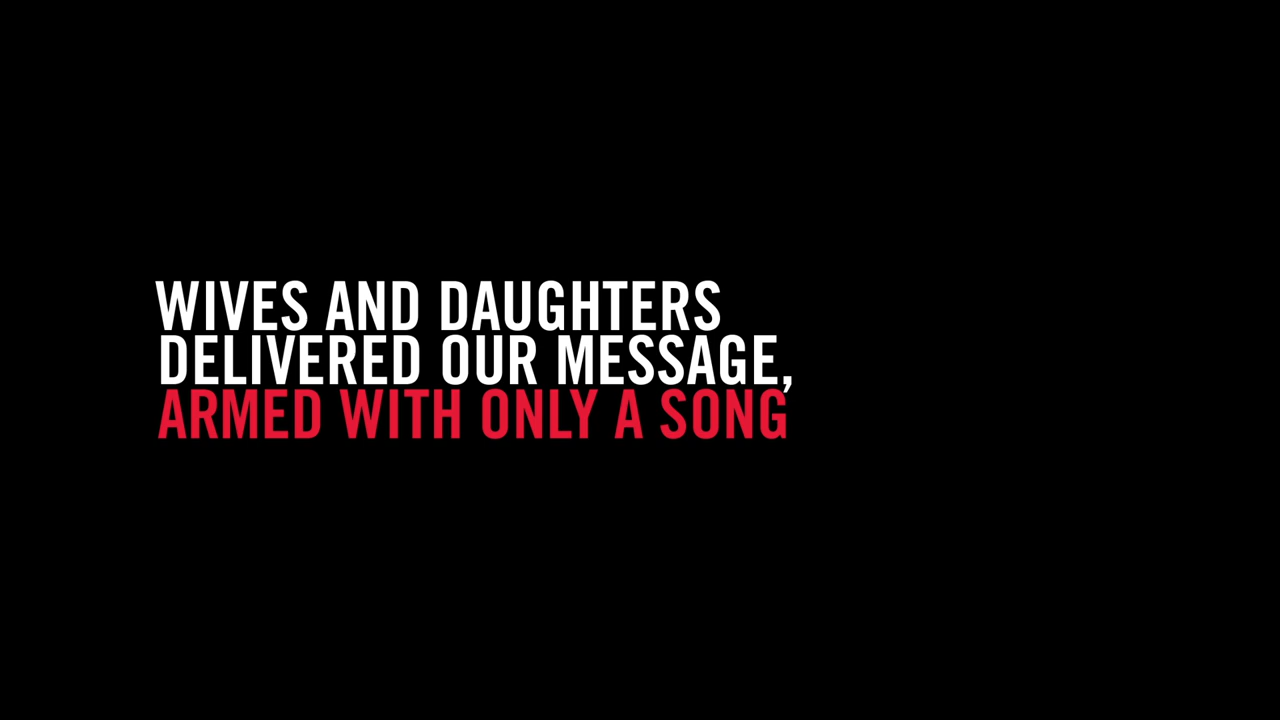 WIVES AND DAUGHTERS
DELIVERED OUR MESSAGE,
ARMED WITH ONLY A SONG